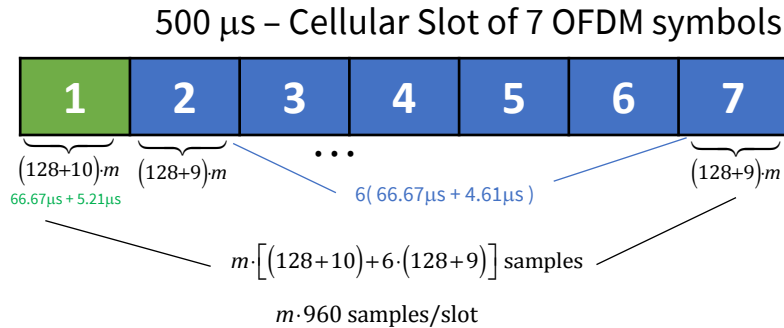 500 μs – Cellular Slot of 7 OFDM symbols
1 2 3 4 5 6 7
(128+10)·m (128+9)·m ... (128+9)·m
66.67μs + 5.21μs 6( 66.67μs + 4.61μs )
m·[(128+10)+6·(128+9)] samples
m·960 samples/slot